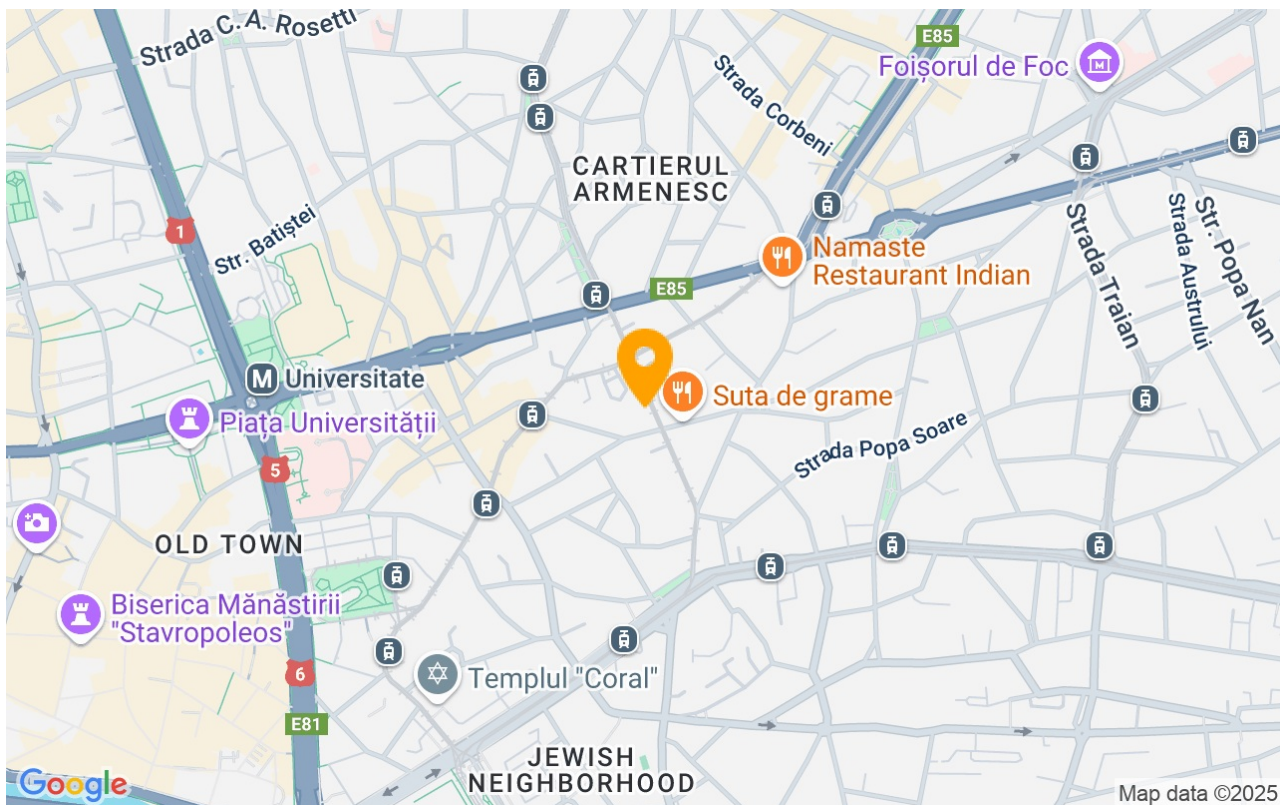 Strada C. A. Rosetti
E85
Foișorul de Foc
Strada Corbeni
CARTIERUL
ARMENESC
1
Str. Batiștei
Namaste
Restaurant Indian
Strada Traian
Strada Austrului
Str. Popa Nan
E85
M Universitate
Piața Universității
Suta de grame
Strada Popa Soare
5
OLD TOWN
Biserica Mănăstirii
"Stavropoleos"
6
Templul "Coral"
E81
JEWISH
NEIGHBORHOOD
Google
Map data ©2025